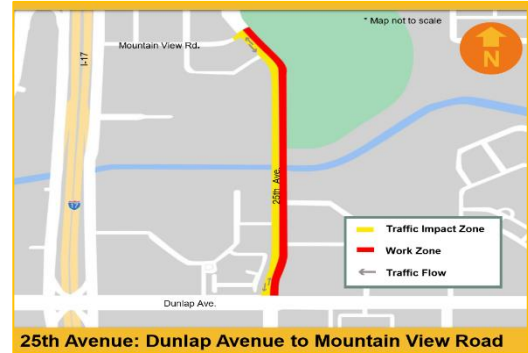 * Map not to scale
Mountain View Rd.
I-17
N
25th Ave.
17
Traffic Impact Zone
Work Zone
Traffic Flow
Dunlap Ave.
25th Avenue: Dunlap Avenue to Mountain View Road